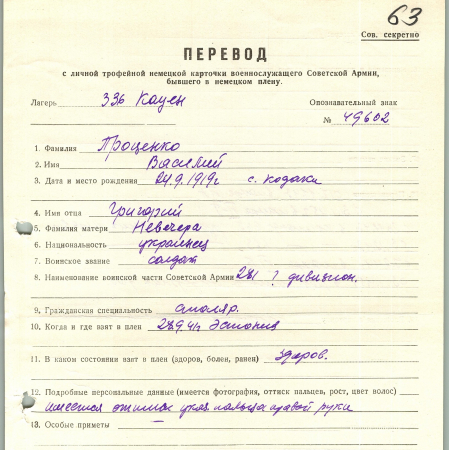 63
Сов. секретно
ПЕРЕВОД
с личной трофейной немецкой карточки военнослужащего Советской Армии,
бывшего в немецком плену.
Лагерь 336 Кауен
Опознавательный знак
№ 49602
1. Фамилия Проценко
2. Имя Василий
3. Дата и место рождения 24.9.1919г с. Кодаки
4. Имя отца Григорий
5. Фамилия матери Невечеря
6. Национальность украинец
7. Воинское звание солдат
8. Наименование воинской части Советской Армии 281 ? дивизион.
9. Гражданская специальность столяр.
10. Когда и где взят в плен 28.9.41 Эстония
11. В каком состоянии взят в плен (здоров, болен, ранен) Здоров.
12. Подробные персональные данные (имеется фотография, оттиск пальцев, рост, цвет волос)
имеется оттиск указ. пальца правой руки
13. Особые приметы